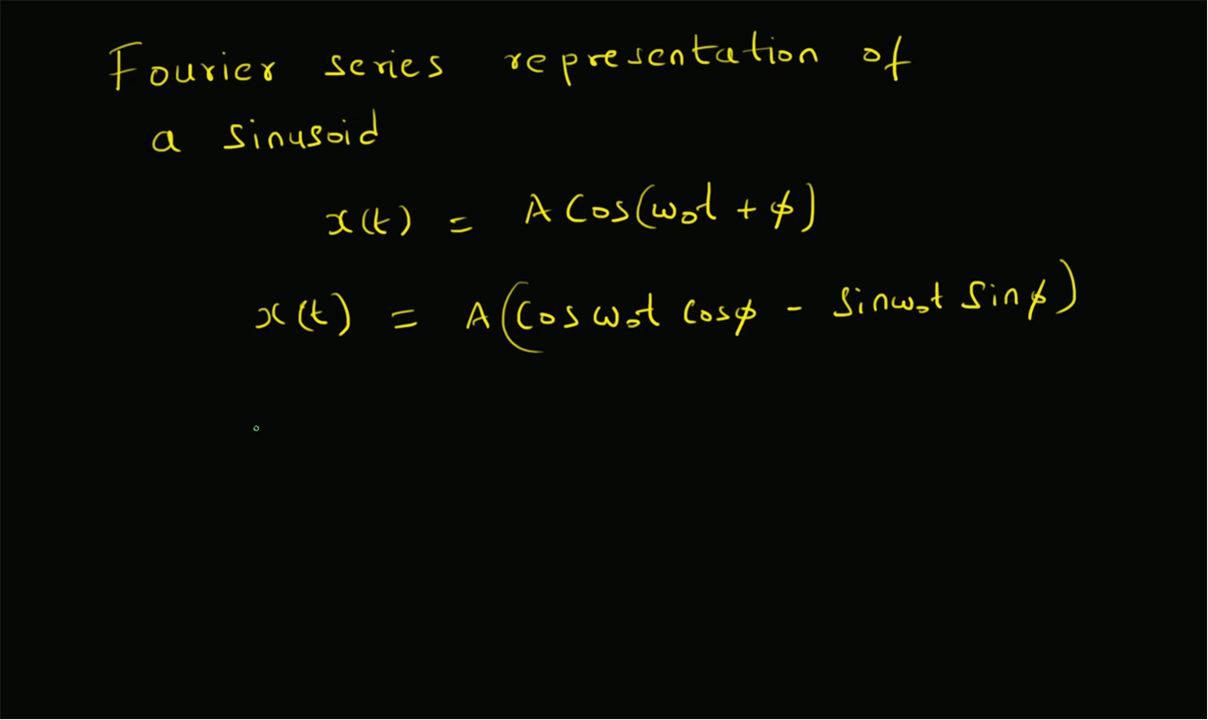 Fourier series representation of
a sinusoid
x(t) = A Cos(ω₀t + φ)
x(t) = A(Cos ω₀t Cosφ - Sinω₀t Sinφ)